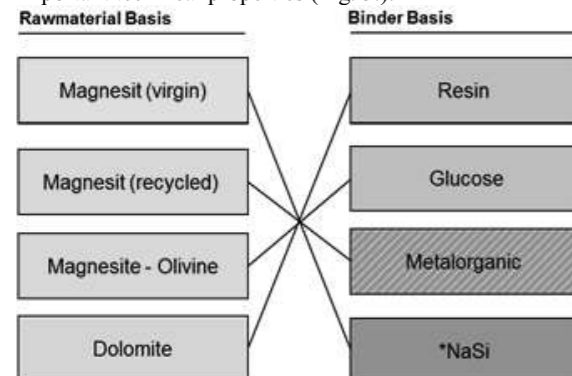 Rawmaterial Basis
Binder Basis
Magnesit (virgin)
Resin
Magnesit (recycled)
Glucose
Magnesite - Olivine
Metalorganic
Dolomite
*NaSi